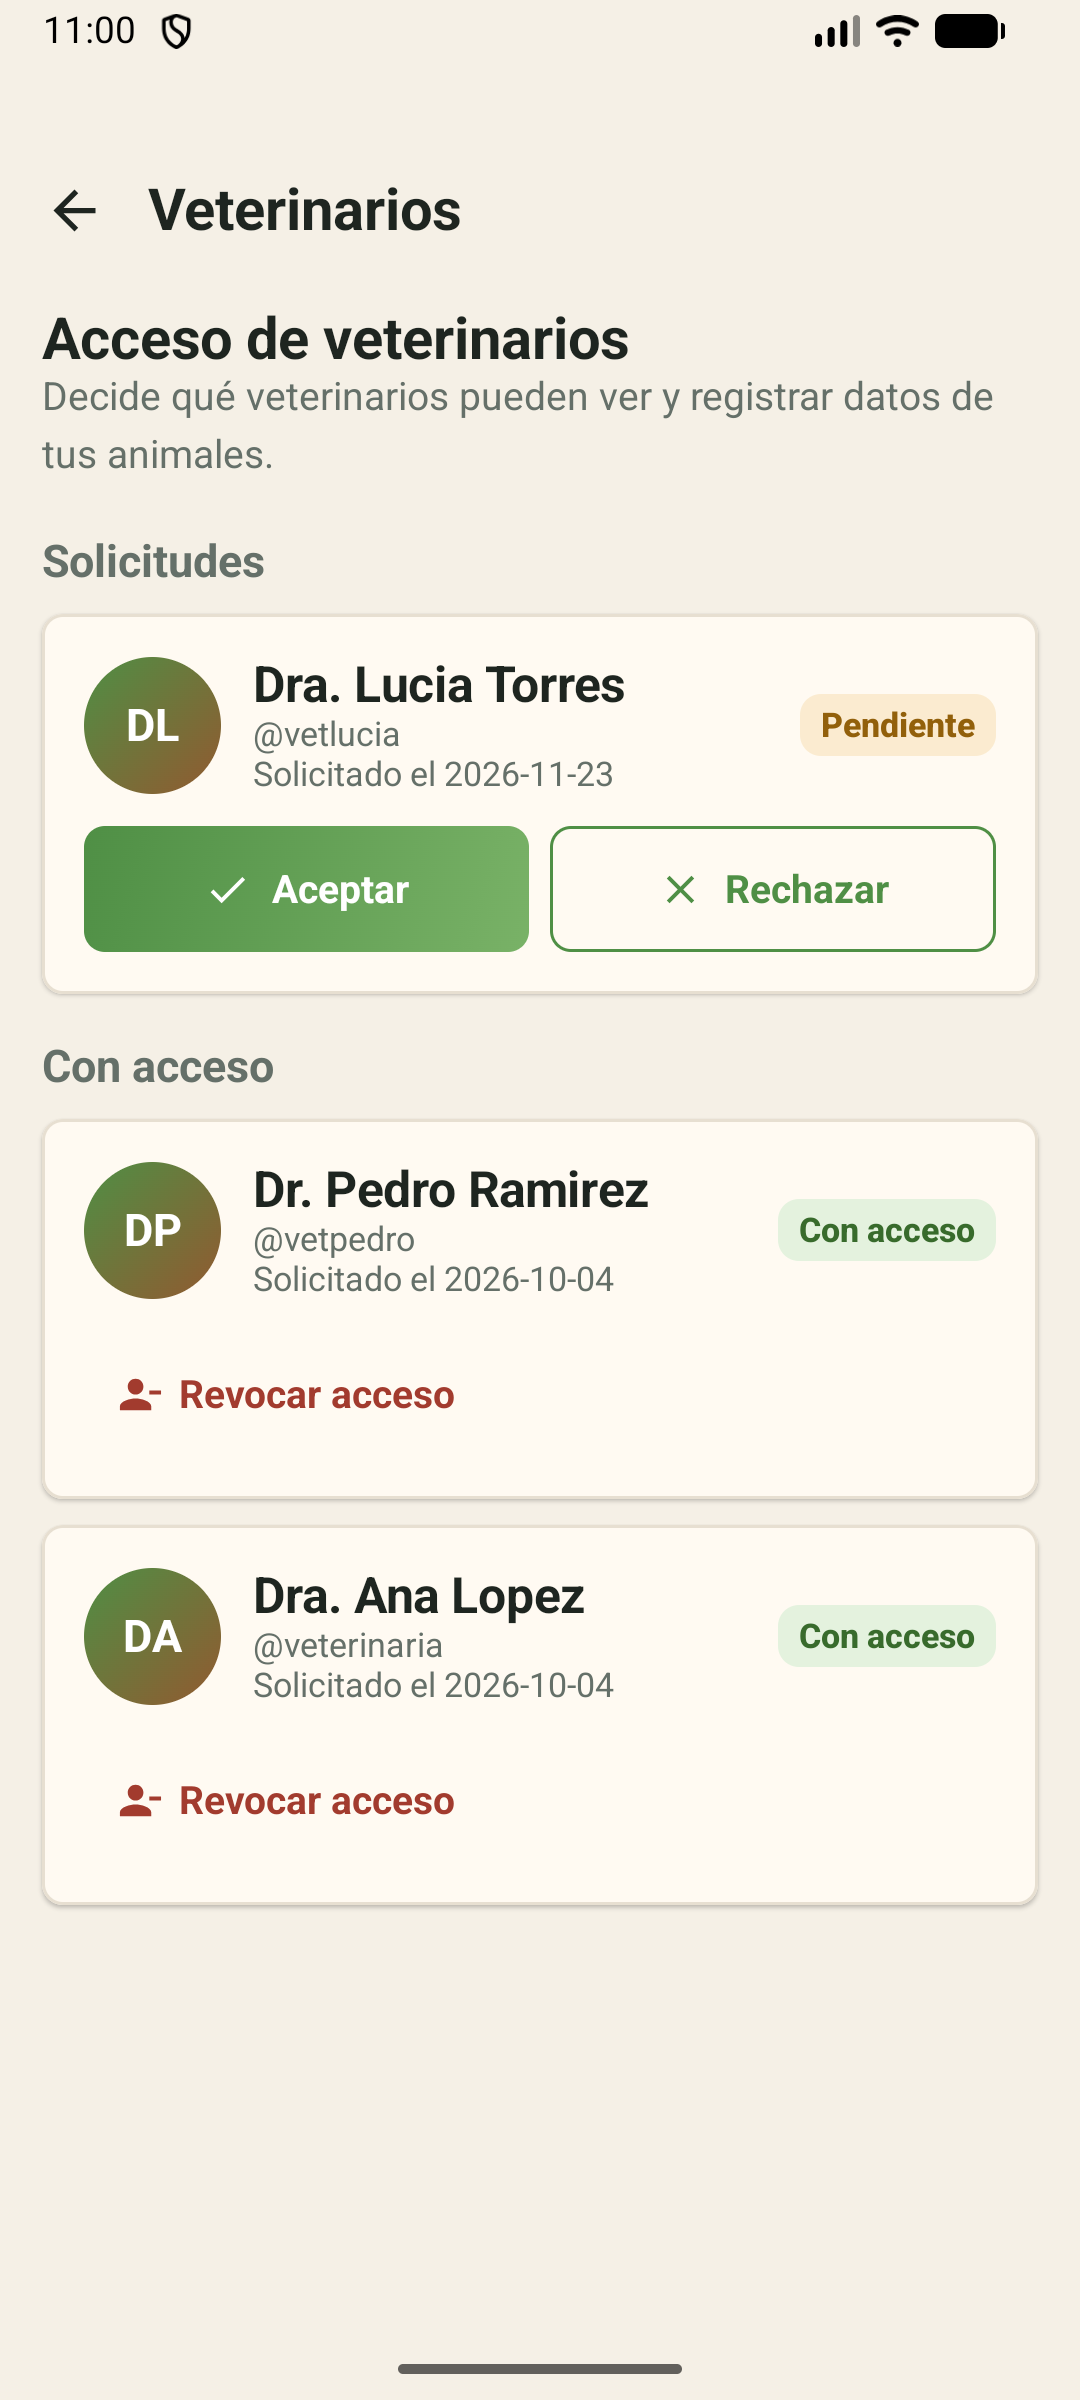 11:00
Veterinarios
Acceso de veterinarios
Decide qué veterinarios pueden ver y registrar datos de
tus animales.
Solicitudes
DL
Dra. Lucia Torres
@vetlucia
Solicitado el 2026-11-23
Pendiente
Aceptar
Rechazar
Con acceso
DP
Dr. Pedro Ramirez
@vetpedro
Solicitado el 2026-10-04
Con acceso
Revocar acceso
DA
Dra. Ana Lopez
@veterinaria
Solicitado el 2026-10-04
Con acceso
Revocar acceso